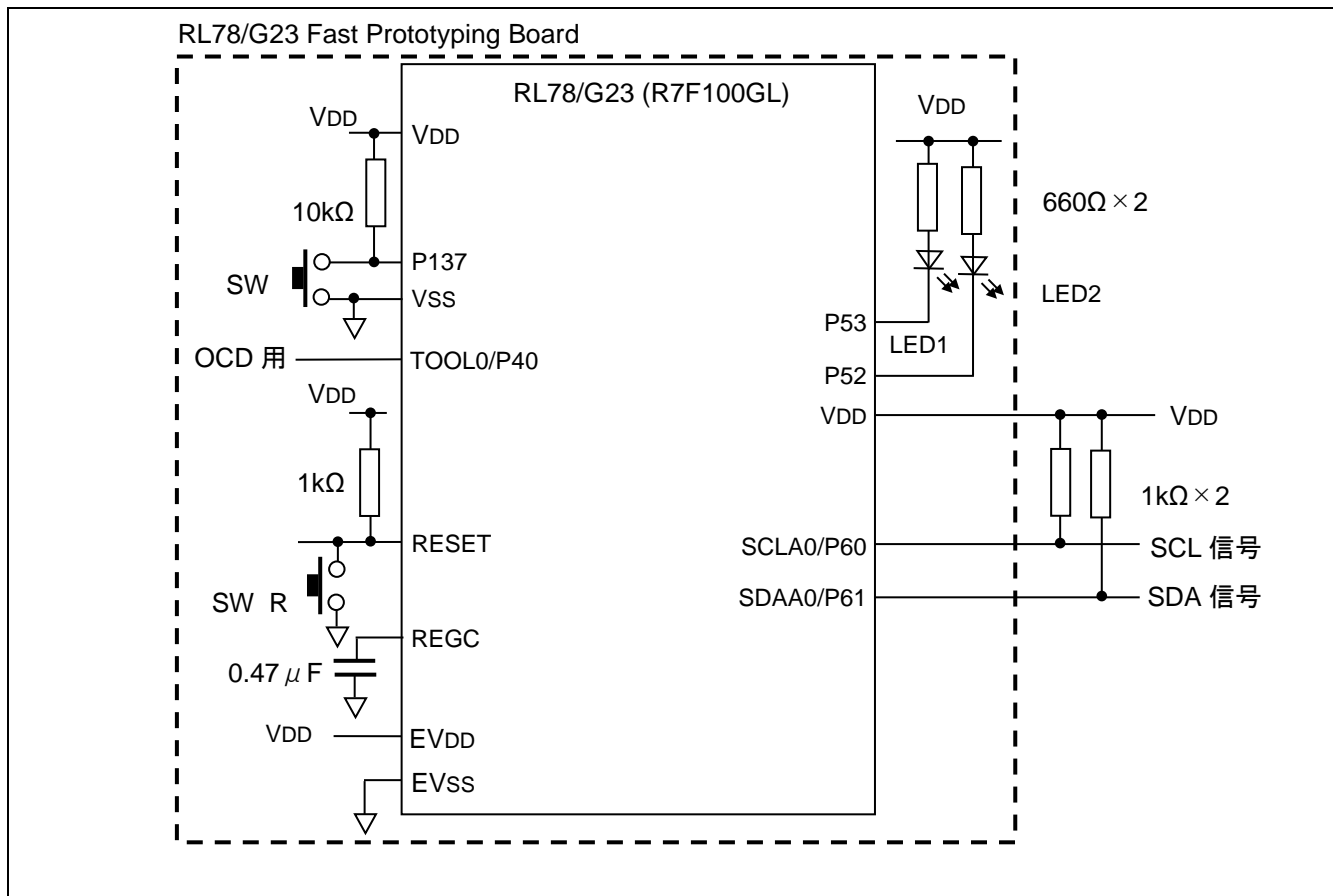 RL78/G23 Fast Prototyping Board
RL78/G23 (R7F100GL)
VDD
VDD
10kΩ
P137
SW
VSS
OCD 用
TOOL0/P40
VDD
1kΩ
RESET
SW R
REGC
0.47μF
VDD
EVDD
EVSS
VDD
660Ω×2
LED2
P53
LED1
P52
VDD
VDD
1kΩ×2
SCLA0/P60
SCL 信号
SDAA0/P61
SDA 信号